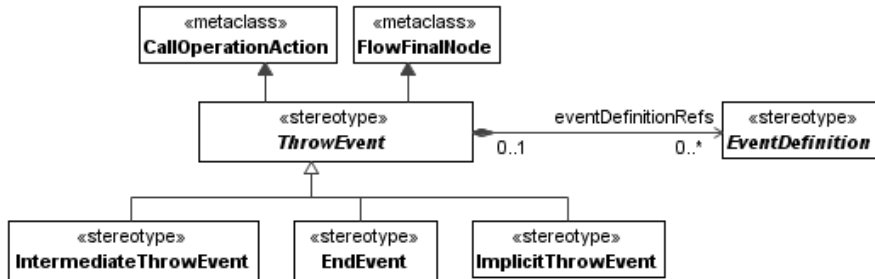 «metaclass»
CallOperationAction
«metaclass»
FlowFinalNode
«stereotype»
ThrowEvent
eventDefinitionRefs
0..1
0..*
«stereotype»
EventDefinition
«stereotype»
IntermediateThrowEvent
«stereotype»
EndEvent
«stereotype»
ImplicitThrowEvent